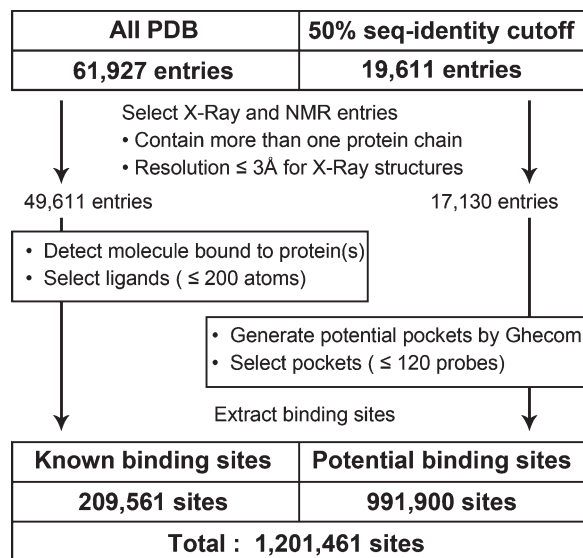 All PDB
50% seq-identity cutoff
61,927 entries
19,611 entries
Select X-Ray and NMR entries
• Contain more than one protein chain
• Resolution ≤ 3Å for X-Ray structures
49,611 entries
17,130 entries
• Detect molecule bound to protein(s)
• Select ligands ( ≤ 200 atoms)
• Generate potential pockets by Ghecom
• Select pockets ( ≤ 120 probes)
Extract binding sites
Known binding sites
Potential binding sites
209,561 sites
991,900 sites
Total : 1,201,461 sites